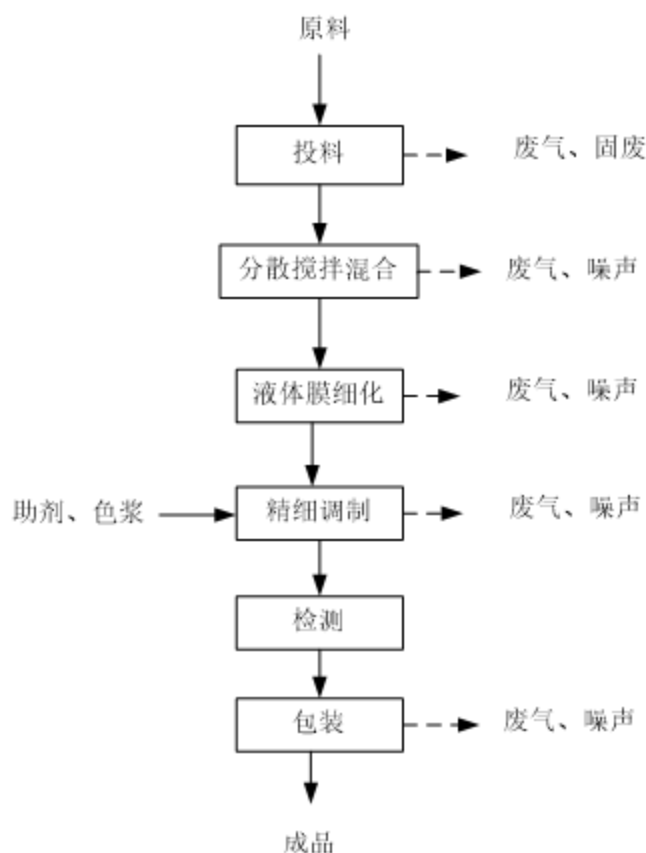 原料
投料
废气、固废
分散搅拌混合
废气、噪声
液体膜细化
废气、噪声
助剂、色浆
精细调制
废气、噪声
检测
包装
废气、噪声
成品